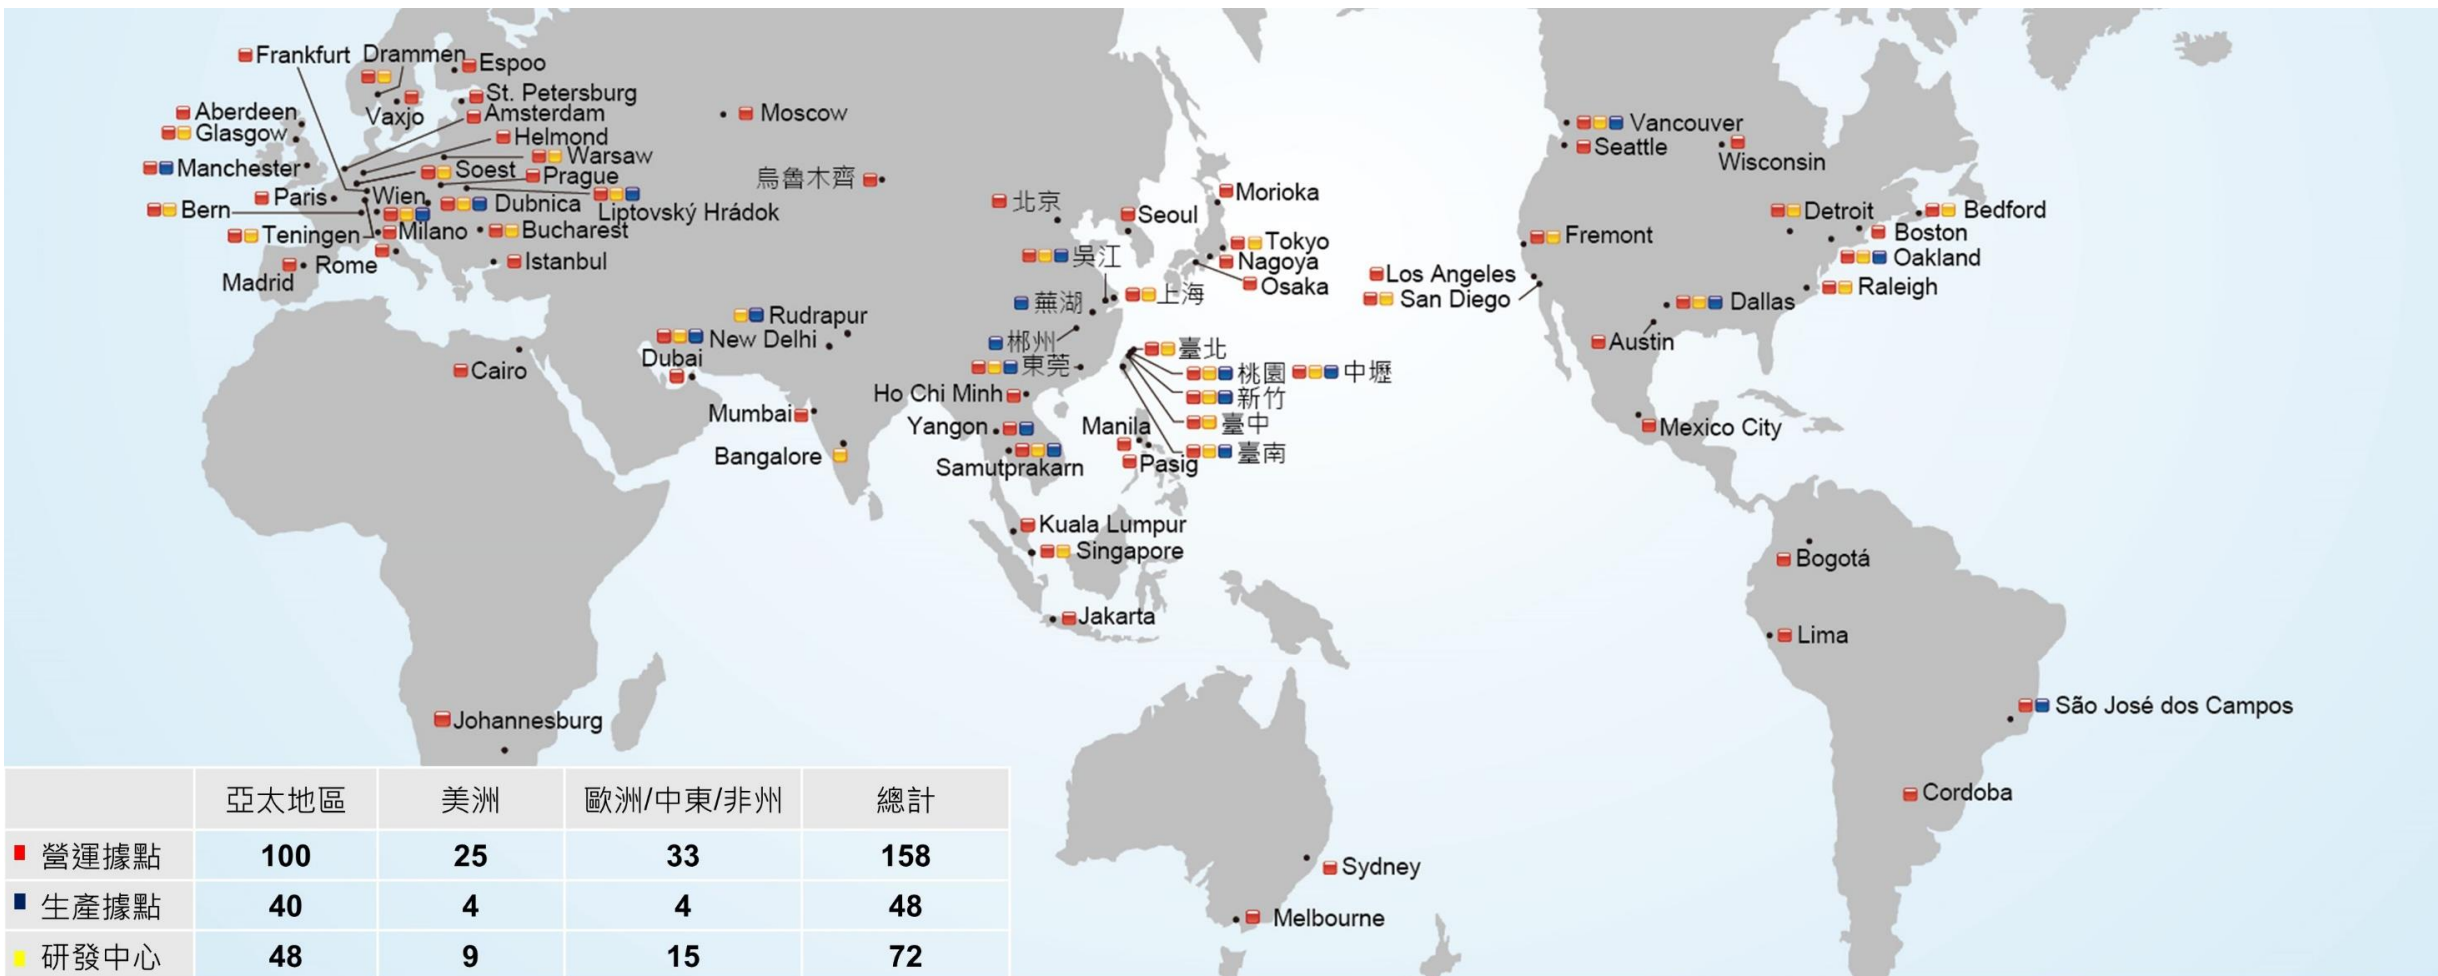 Frankfurt
Drammen
Espoo
St. Petersburg
Aberdeen
Amsterdam
Vaxjo
Moscow
Glasgow
Helmond
Warsaw
Manchester
Soest
Prague
Paris
Wien
Dubnica
Liptovský Hrádok
Bern
Teningen
Milano
Bucharest
Madrid
Rome
Istanbul
烏魯木齊
北京
Seoul
Morioka
Tokyo
吳江
Nagoya
Osaka
蕪湖
上海
Rudrapur
New Delhi
郴州
臺北
Dubai
東莞
桃園
中壢
Cairo
Ho Chi Minh
新竹
Mumbai
Yangon
Manila
臺中
Bangalore
Samutprakarn
Pasig
臺南
Kuala Lumpur
Singapore
Jakarta
Johannesburg
Sydney
Melbourne
Vancouver
Seattle
Wisconsin
Detroit
Bedford
Fremont
Boston
Oakland
Los Angeles
San Diego
Raleigh
Dallas
Austin
Mexico City
Bogotá
Lima
São José dos Campos
Cordoba
亞太地區 美洲 歐洲/中東/非州 總計
營運據點 100 25 33 158
生產據點 40 4 4 48
研發中心 48 9 15 72